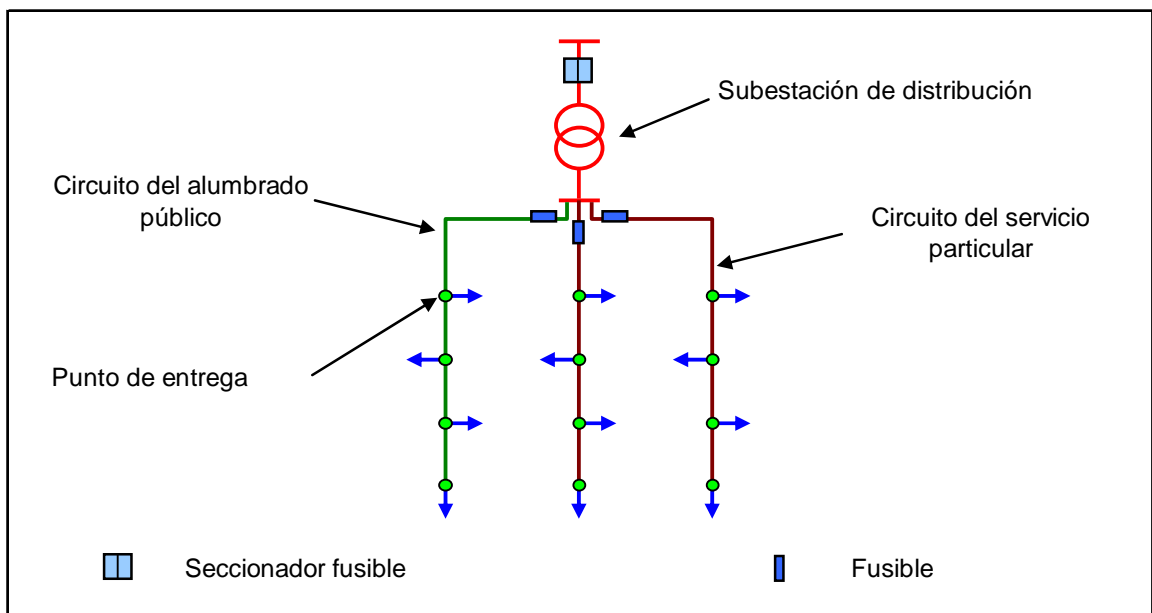 Subestación de distribución
Circuito del alumbrado
público
Circuito del servicio
particular
Punto de entrega
Seccionador fusible
Fusible